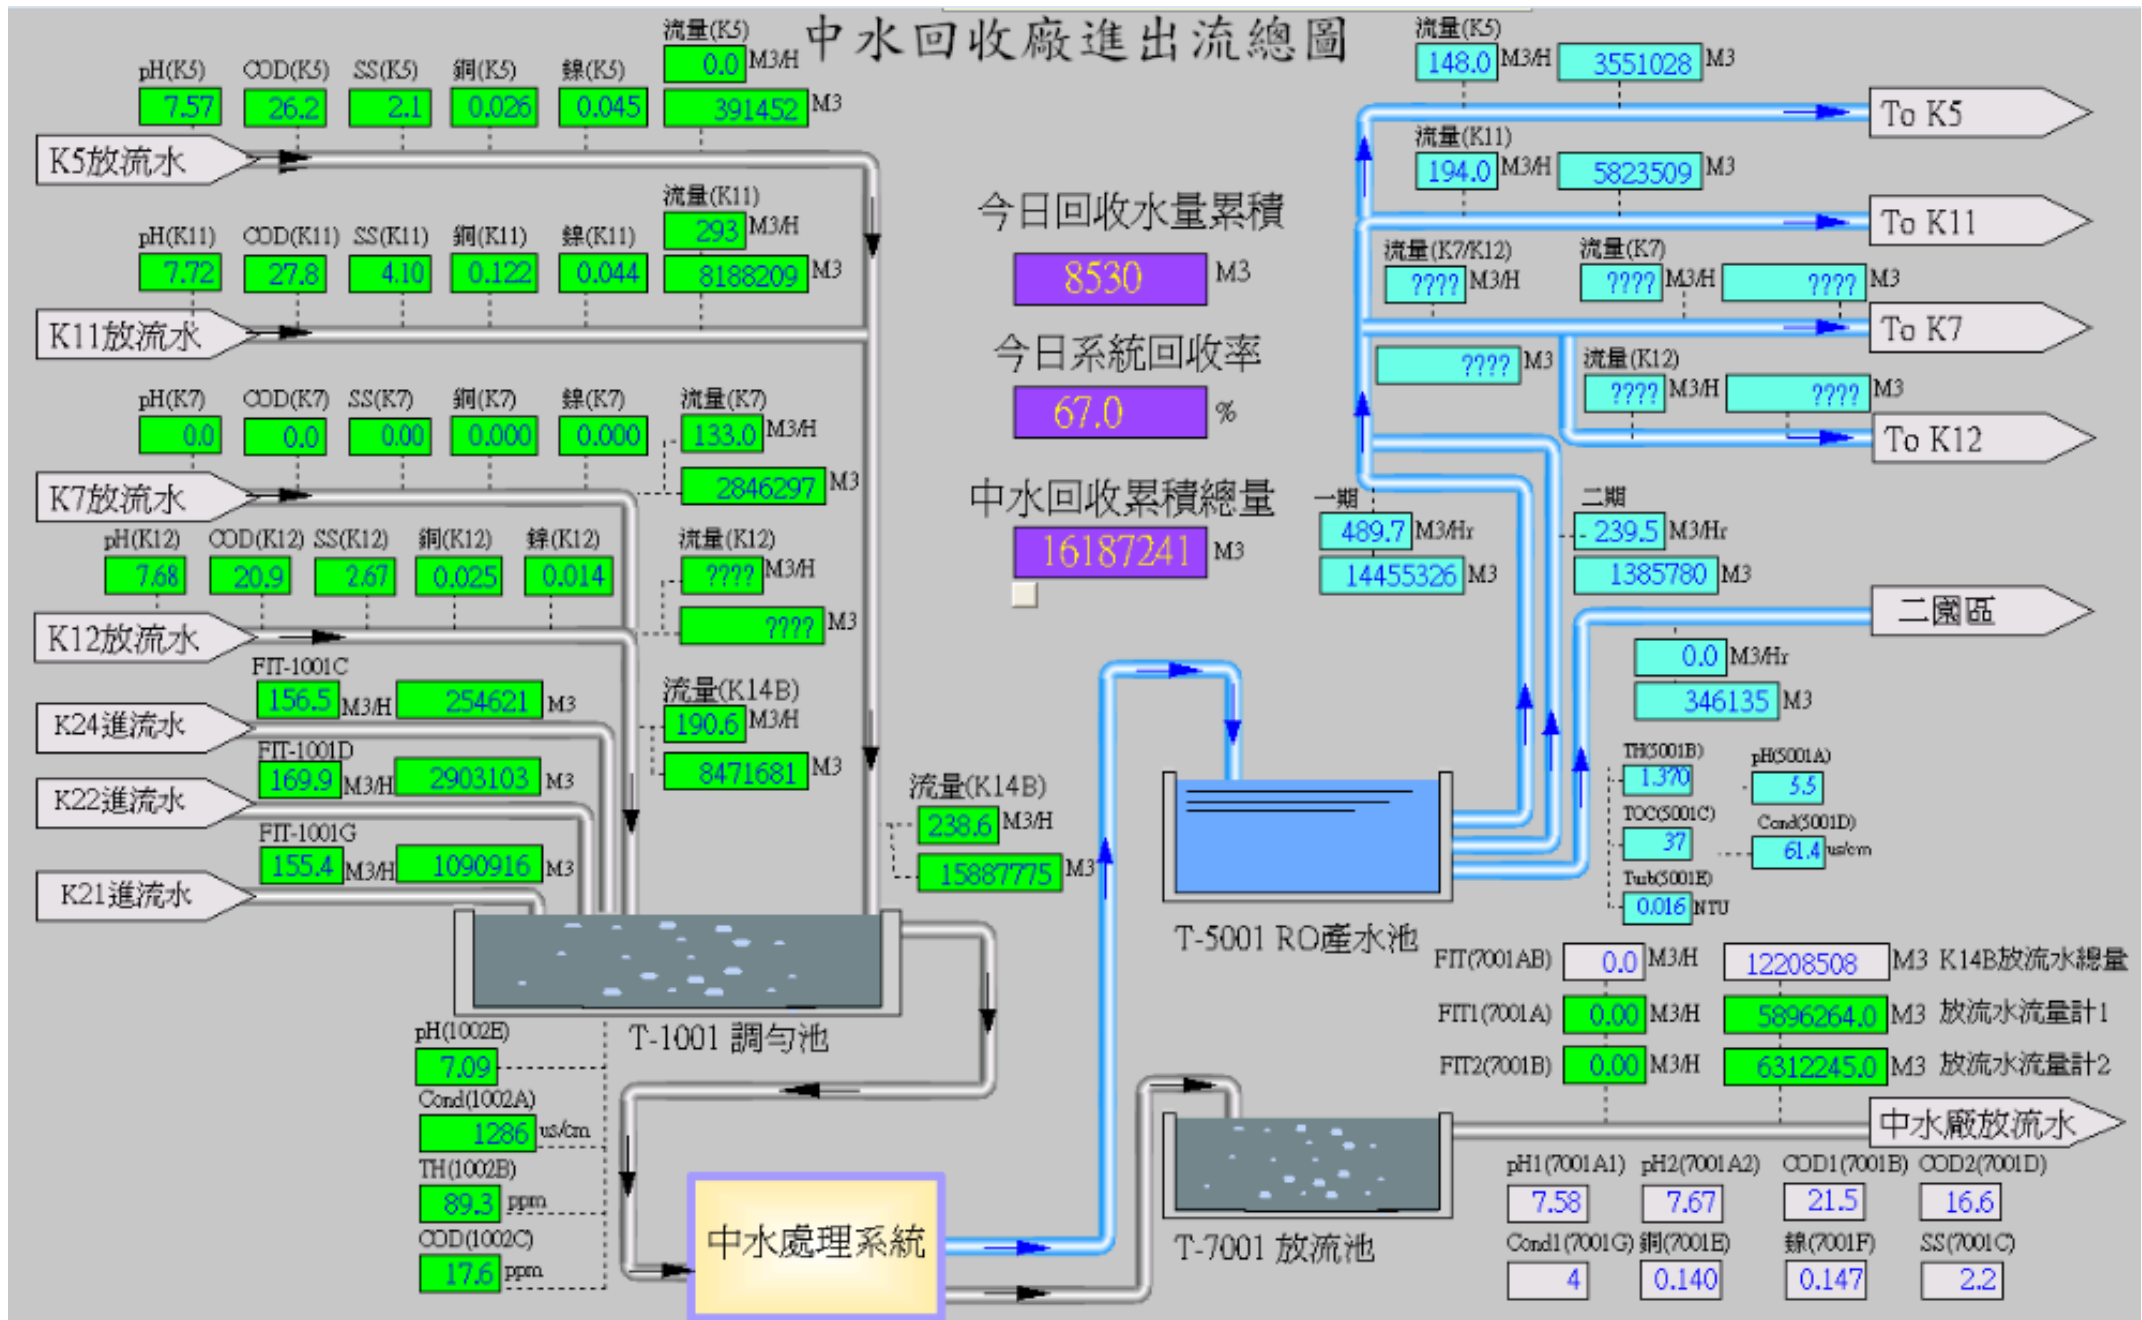 中水回收廠進出流總圖
流量(K5)
0.0 M3/H
pH(K5) COD(K5) SS(K5) 銅(K5) 鎳(K5)
7.57 26.2 2.1 0.026 0.045 391452 M3
K5放流水
流量(K11)
293 M3/H
pH(K11) COD(K11) SS(K11) 銅(K11) 鎳(K11)
7.72 27.8 4.10 0.122 0.044 8188209 M3
K11放流水
pH(K7) COD(K7) SS(K7) 銅(K7) 鎳(K7) 流量(K7)
0.0 0.0 0.00 0.000 0.000 133.0 M3/H
2846297 M3
K7放流水
pH(K12) COD(K12) SS(K12) 銅(K12) 鎳(K12) 流量(K12)
7.68 20.9 2.67 0.025 0.014 ???? M3/H
???? M3
K12放流水
FIT-1001C
156.5 M3/H 254621 M3
K24進流水
流量(K14B)
190.6 M3/H
8471681 M3
FIT-1001D
169.9 M3/H 2903103 M3
K22進流水
FIT-1001G
155.4 M3/H 1090916 M3
K21進流水
流量(K14B)
238.6 M3/H
15887775 M3
T-1001 調勻池
pH(1002E)
7.09
Cond(1002A)
1286 us/cm
TH(1002B)
89.3 ppm
COD(1002C)
17.6 ppm
中水處理系統
今日回收水量累積
8530 M3
今日系統回收率
67.0 %
中水回收累積總量
16187241 M3
流量(K5)
148.0 M3/H 3551028 M3
To K5
流量(K11)
194.0 M3/H 5823509 M3
To K11
流量(K7/K12) 流量(K7)
???? M3/H ???? M3/H ???? M3
To K7
???? M3
流量(K12)
???? M3/H ???? M3
To K12
一期 二期
489.7 M3/Hr 239.5 M3/Hr
14455326 M3 1385780 M3
二園區
0.0 M3/Hr
346135 M3
TH(5001B) pH(5001A)
1.370 5.5
TOC(5001C) Cond(5001D)
37 61.4 us/cm
Turb(5001E)
0.016 NTU
T-5001 RO產水池
FIT(7001AB) 0.0 M3/H 12208508 M3 K14B放流水總量
FIT1(7001A) 0.00 M3/H 5896264.0 M3 放流水流量計1
FIT2(7001B) 0.00 M3/H 6312245.0 M3 放流水流量計2
中水廠放流水
T-7001 放流池
pH1(7001A1) pH2(7001A2) COD1(7001B) COD2(7001D)
7.58 7.67 21.5 16.6
Cond1(7001G) 銅(7001E) 鎳(7001F) SS(7001C)
4 0.140 0.147 2.2